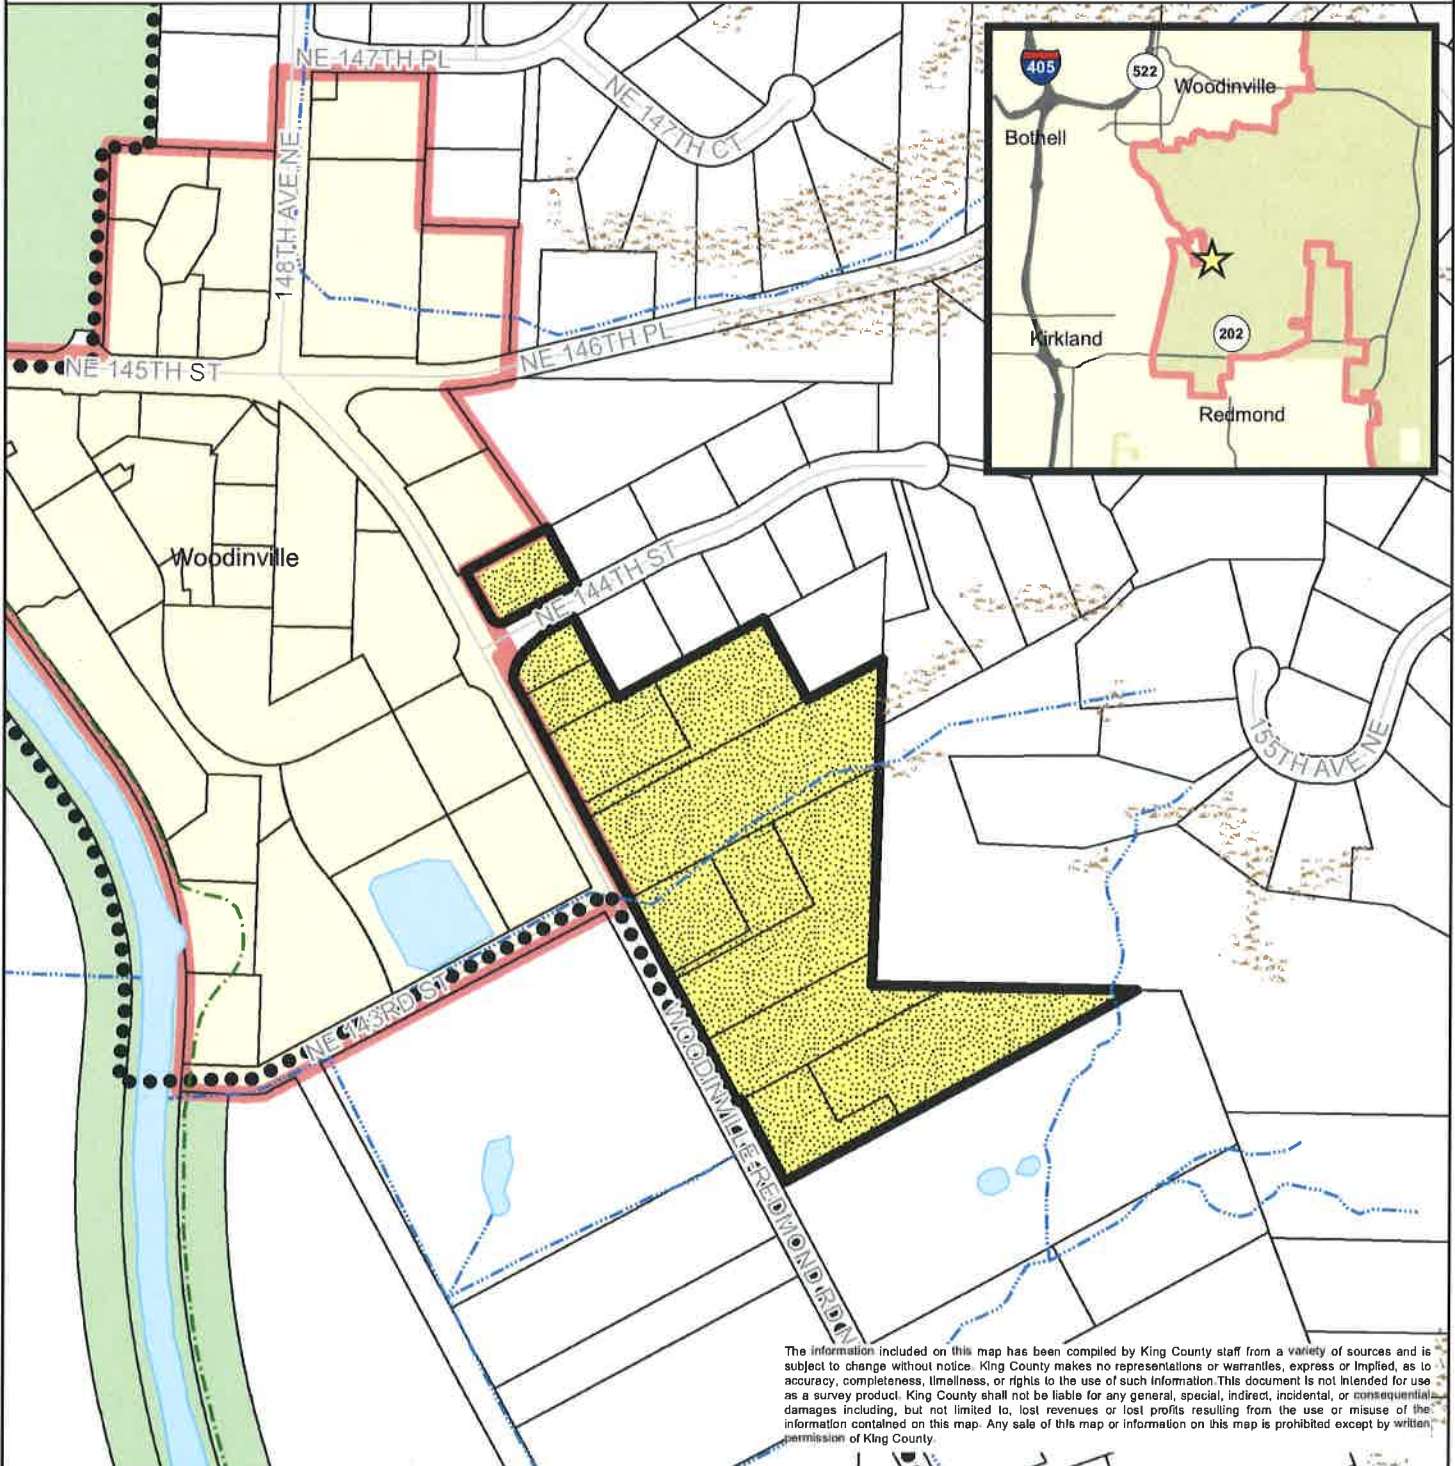 NE 147TH PL
NE 147TH CT
148TH AVE NE
405
522
Woodinville
Bothell
Kirkland
202
Redmond
NE 145TH ST
NE 146TH PL
Woodinville
NE 144TH ST
155TH AVE NE
NE 143RD ST
WOODINVILLE-REDMOND RD N
The information included on this map has been compiled by King County staff from a variety of sources and is
subject to change without notice. King County makes no representations or warranties, express or implied, as to
accuracy, completeness, timeliness, or rights to the use of such information.This document is not intended for use
as a survey product. King County shall not be liable for any general, special, indirect, incidental, or consequential
damages including, but not limited to, lost revenues or lost profits resulting from the use or misuse of the
information contained on this map. Any sale of this map or information on this map is prohibited except by written
permission of King County.